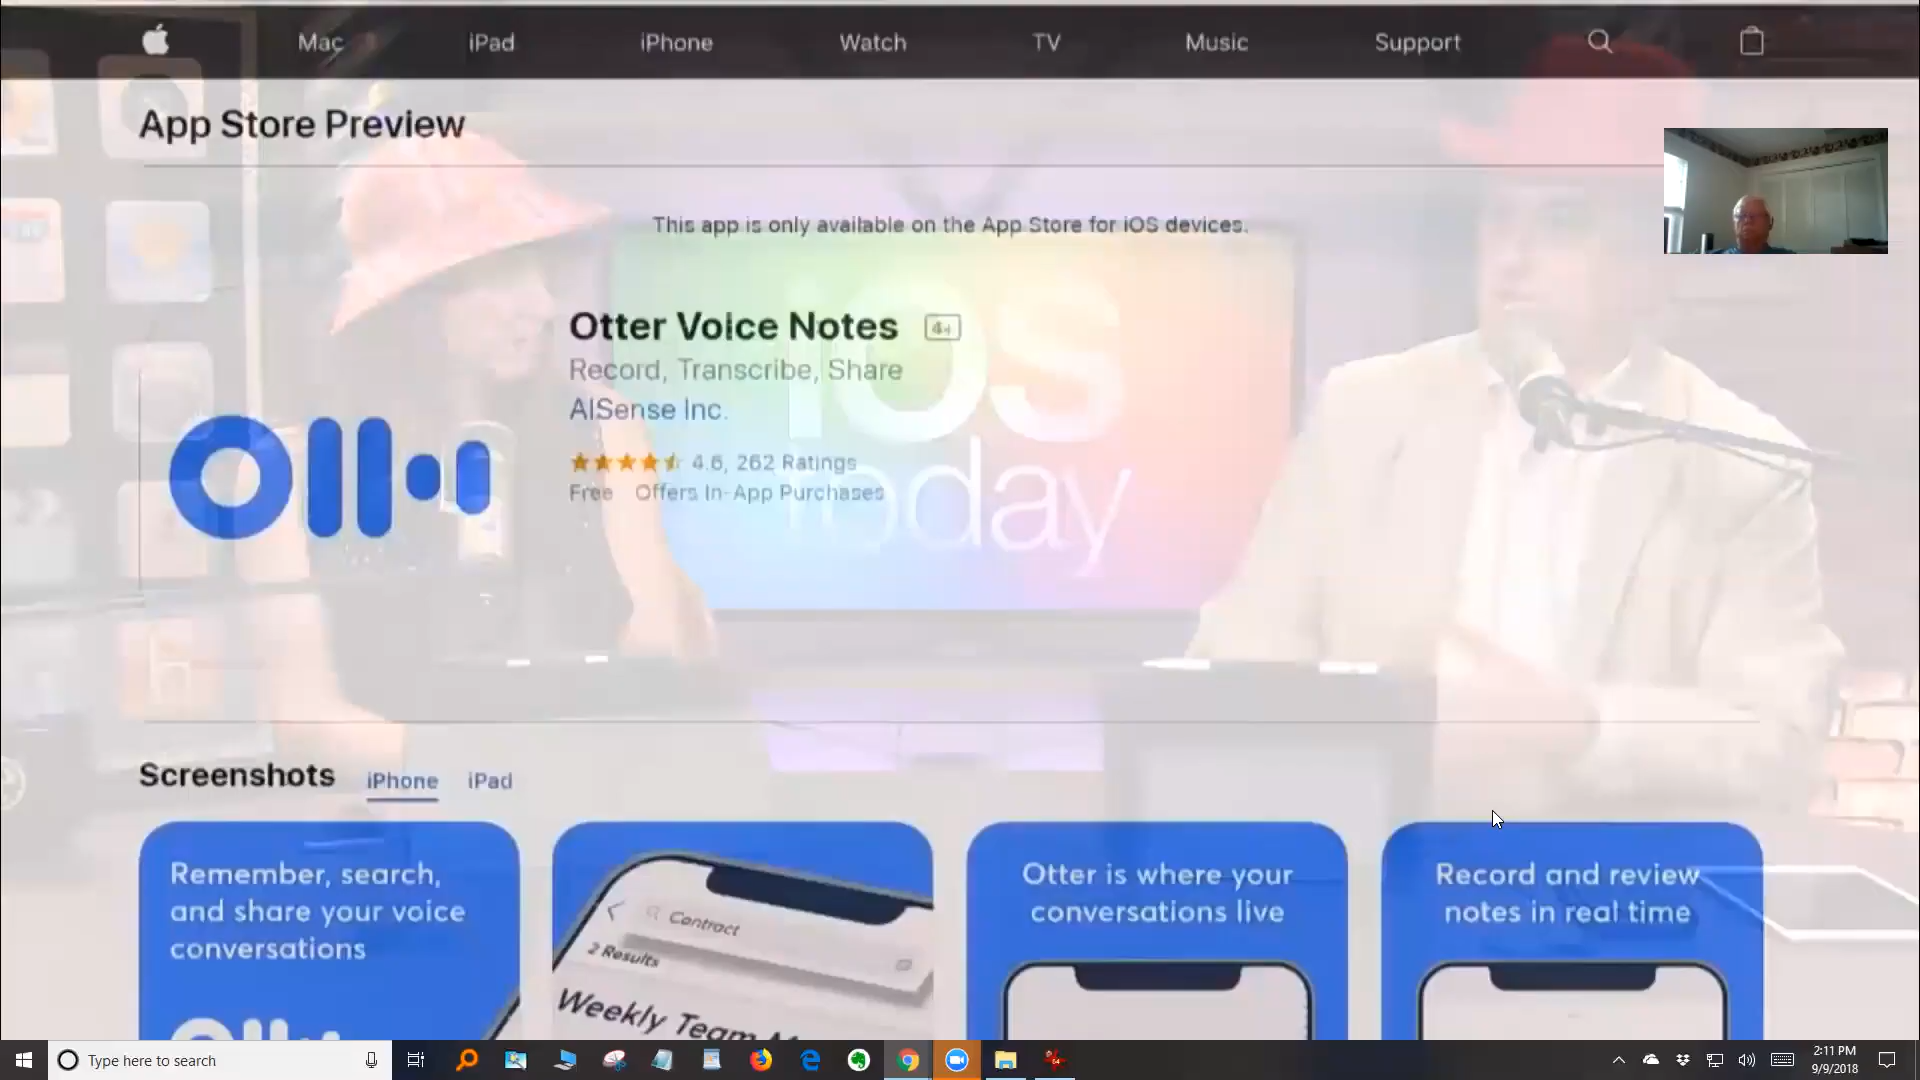 Mac iPad iPhone Watch TV Music Support
App Store Preview
This app is only available on the App Store for iOS devices.
Otter Voice Notes 4+
Record, Transcribe, Share
AISense Inc.
4.6, 262 Ratings
Free Offers In-App Purchases
iOS
today
Screenshots iPhone iPad
Remember, search,
and share your voice
conversations
Contract
2 Results
Weekly Team
Otter is where your
conversations live
Record and review
notes in real time
Type here to search
64
2:11 PM
9/9/2018